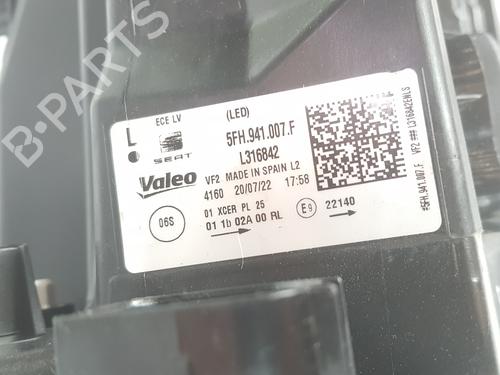 B-PARTS
ECE LV
(LED)
L
SEAT
5FH.941.007.F
L316842
Valeo
VF2 MADE IN SPAIN L2
4160 20/07/22 17:58
06S
01 XCER PL 25
01 1b 02A 00 RL
E9
22140
*5FH.941.007.F VF2 ### L316842ENLS